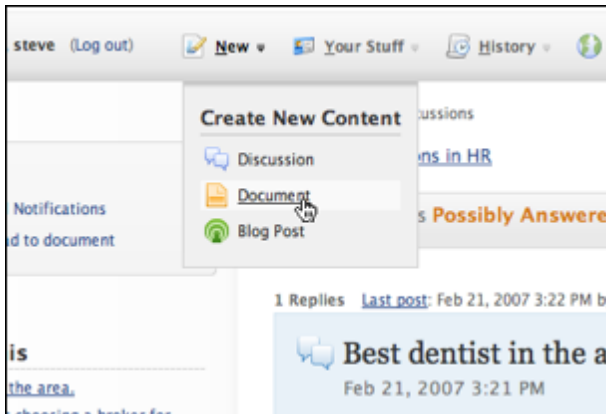 steve (Log out) New Your Stuff History
Create New Content
Discussion
Document
Blog Post
ussions
ns in HR
Notifications
d to document
s Possibly Answere
1 Replies Last post: Feb 21, 2007 3:22 PM b
is
the area.
Best dentist in the a
Feb 21, 2007 3:21 PM